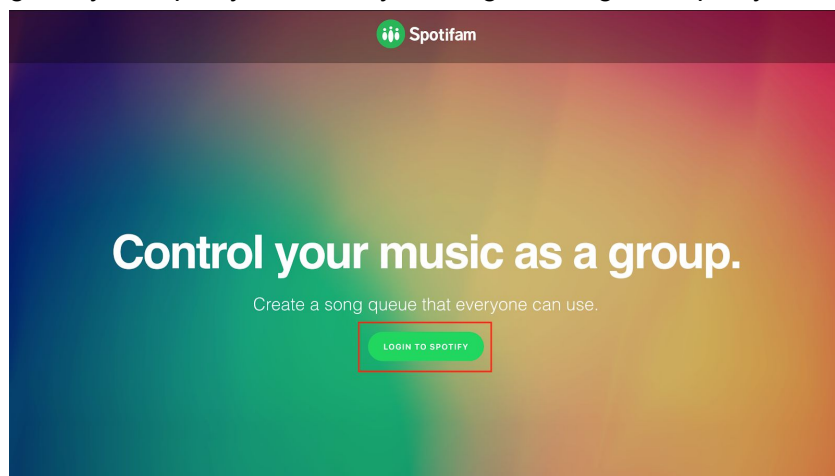 Spotifam
Control your music as a group.
Create a song queue that everyone can use.
LOGIN TO SPOTIFY